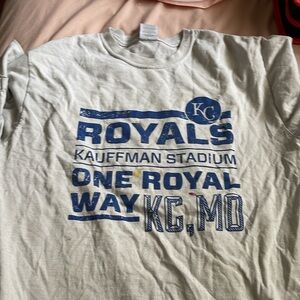 KC
ROYALS
KAUFFMAN STADIUM
ONE ROYAL
WAY KC, MO